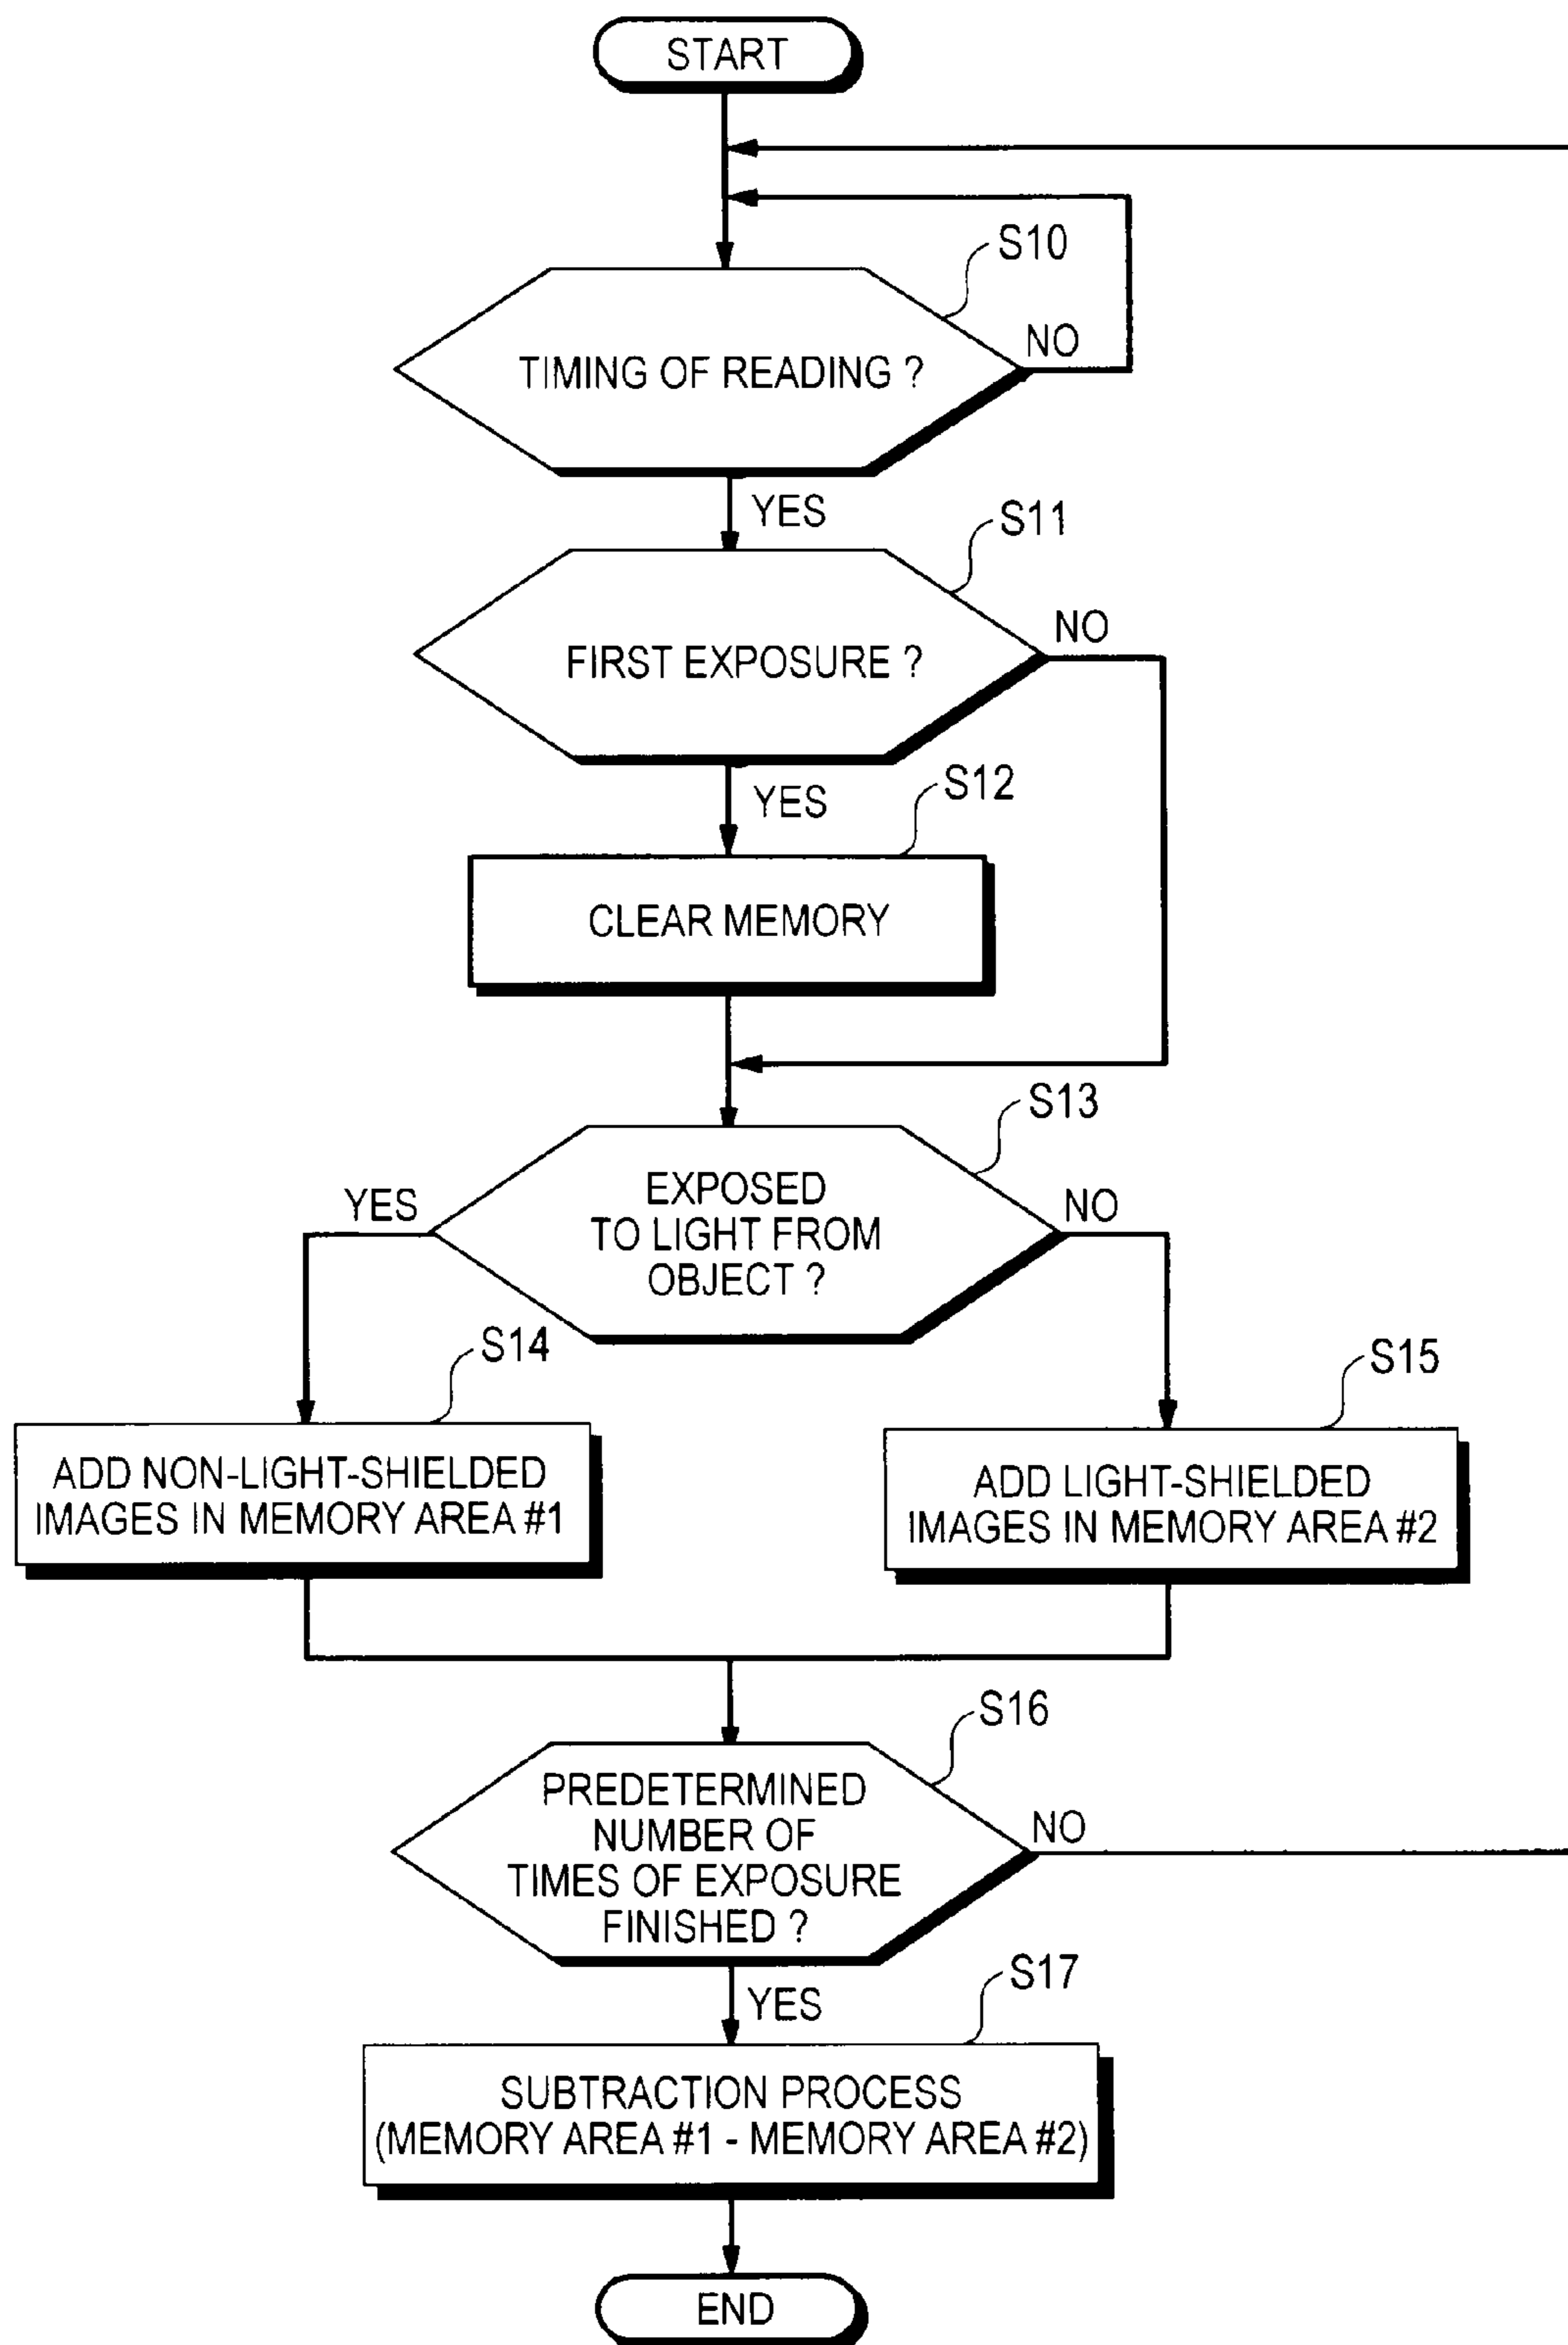 START
S10
NO
TIMING OF READING ?
YES
S11
NO
FIRST EXPOSURE ?
YES
S12
CLEAR MEMORY
S13
YES
EXPOSED
TO LIGHT FROM
OBJECT ?
NO
S14
S15
ADD NON-LIGHT-SHIELDED
IMAGES IN MEMORY AREA #1
ADD LIGHT-SHIELDED
IMAGES IN MEMORY AREA #2
S16
PREDETERMINED
NUMBER OF
TIMES OF EXPOSURE
FINISHED ?
NO
S17
YES
SUBTRACTION PROCESS
(MEMORY AREA #1 - MEMORY AREA #2)
END